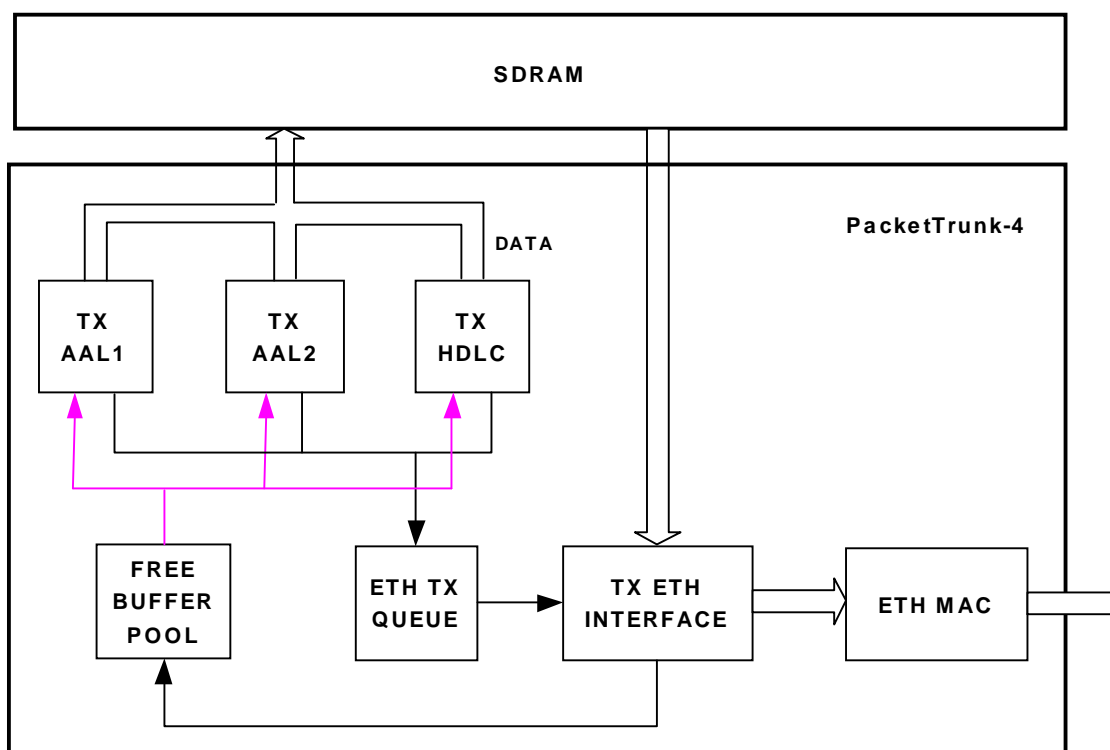 SDRAM
PacketTrunk-4
DATA
TX
AAL1
TX
AAL2
TX
HDLC
FREE
BUFFER
POOL
ETH TX
QUEUE
TX ETH
INTERFACE
ETH MAC